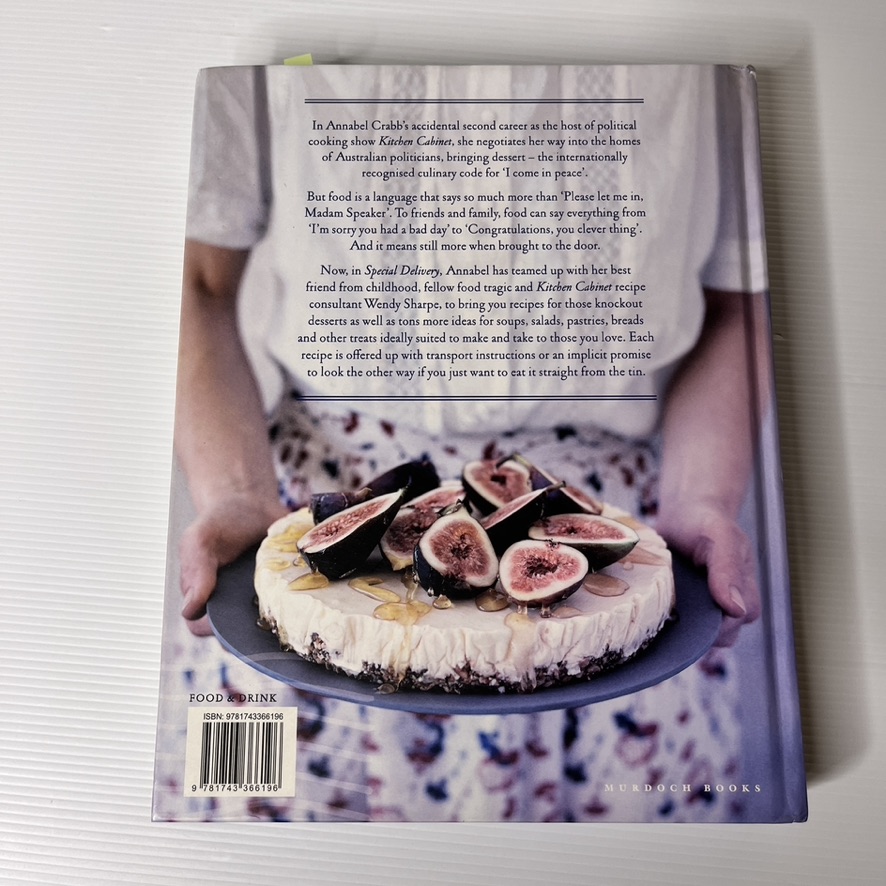 In Annabel Crabb's accidental second career as the host of political
cooking show Kitchen Cabinet, she negotiates her way into the homes
of Australian politicians, bringing dessert – the internationally
recognised culinary code for 'I come in peace'.
But food is a language that says so much more than 'Please let me in,
Madam Speaker'. To friends and family, food can say everything from
'I'm sorry you had a bad day' to 'Congratulations, you clever thing'.
And it means still more when brought to the door.
Now, in Special Delivery, Annabel has teamed up with her best
friend from childhood, fellow food tragic and Kitchen Cabinet recipe
consultant Wendy Sharpe, to bring you recipes for those knockout
desserts as well as tons more ideas for soups, salads, pastries, breads
and other treats ideally suited to make and take to those you love. Each
recipe is offered up with transport instructions or an implicit promise
to look the other way if you just want to eat it straight from the tin.
FOOD & DRINK
ISBN: 9781743366196
9 781743 366196
MURDOCH BOOKS